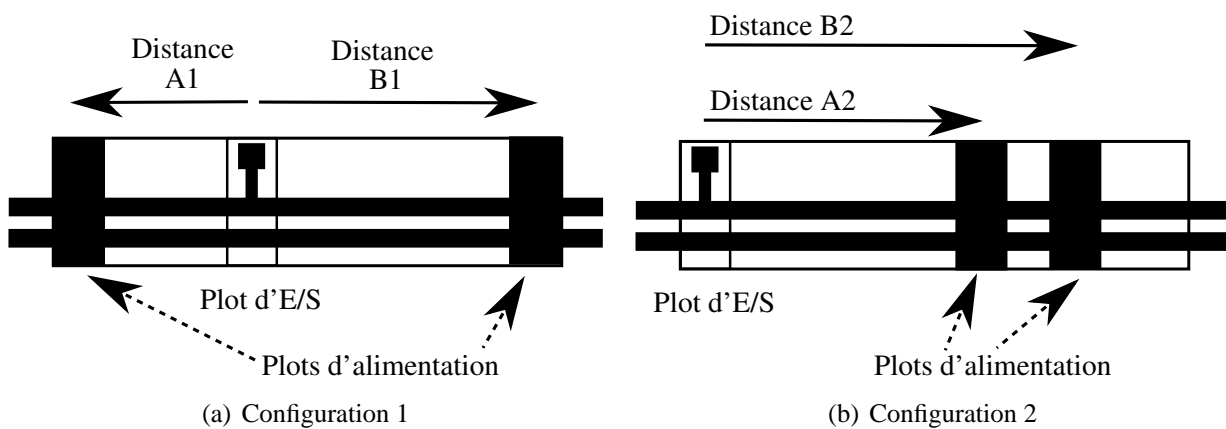 Distance
A1
Distance
B1
Plot d'E/S
Plots d'alimentation
(a) Configuration 1
Distance B2
Distance A2
Plot d'E/S
Plots d'alimentation
(b) Configuration 2